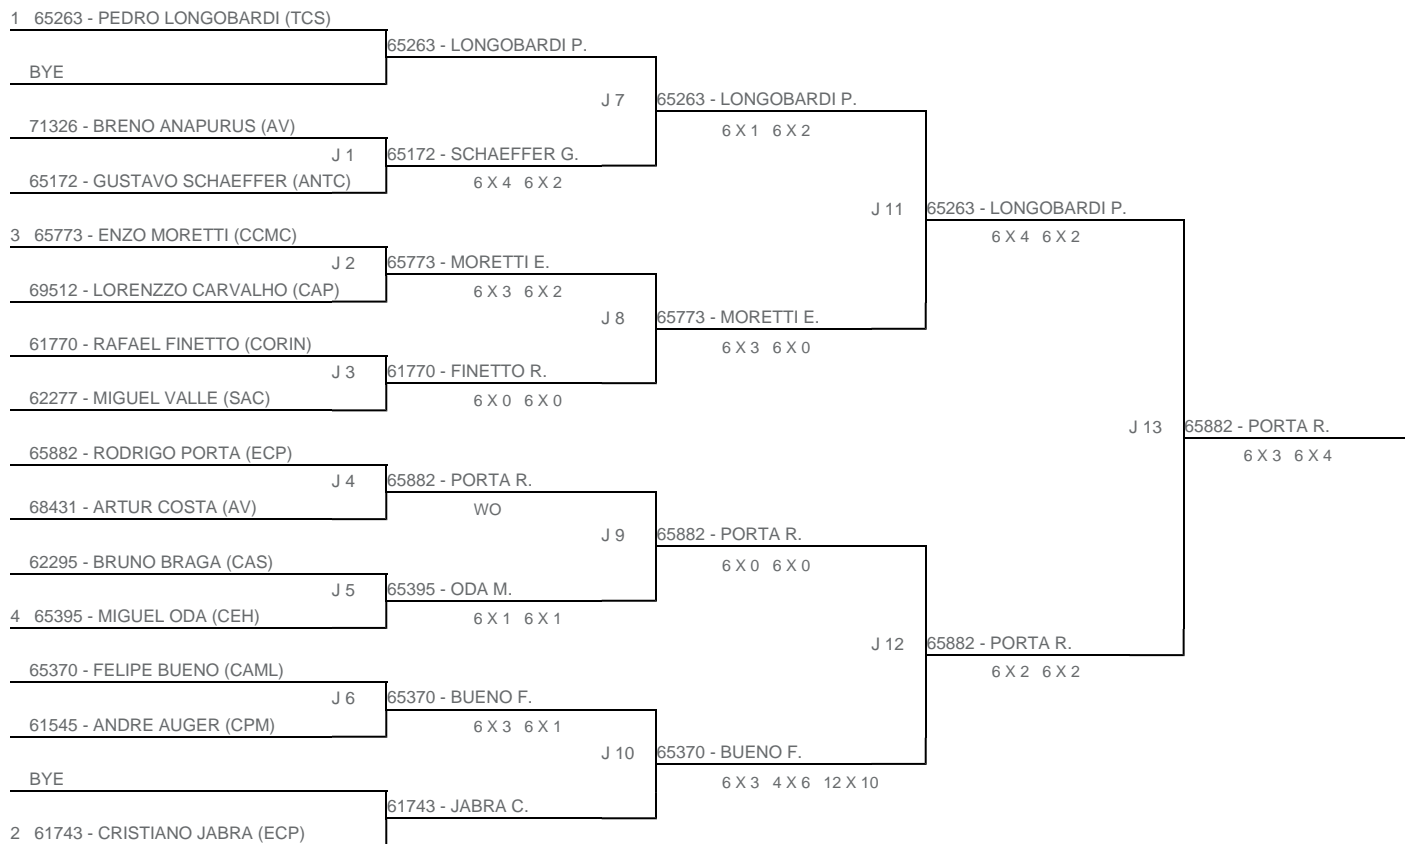 1 65263 - PEDRO LONGOBARDI (TCS)
65263 - LONGOBARDI P.
BYE
J 7
65263 - LONGOBARDI P.
6 X 1 6 X 2
71326 - BRENO ANAPURUS (AV)
J 1
65172 - SCHAEFFER G.
6 X 4 6 X 2
65172 - GUSTAVO SCHAEFFER (ANTC)
J 11
65263 - LONGOBARDI P.
6 X 4 6 X 2
3 65773 - ENZO MORETTI (CCMC)
J 2
65773 - MORETTI E.
6 X 3 6 X 2
69512 - LORENZZO CARVALHO (CAP)
J 8
65773 - MORETTI E.
6 X 3 6 X 0
61770 - RAFAEL FINETTO (CORIN)
J 3
61770 - FINETTO R.
6 X 0 6 X 0
62277 - MIGUEL VALLE (SAC)
J 13
65882 - PORTA R.
6 X 3 6 X 4
65882 - RODRIGO PORTA (ECP)
J 4
65882 - PORTA R.
WO
68431 - ARTUR COSTA (AV)
J 9
65882 - PORTA R.
6 X 0 6 X 0
62295 - BRUNO BRAGA (CAS)
J 5
65395 - ODA M.
6 X 1 6 X 1
4 65395 - MIGUEL ODA (CEH)
J 12
65882 - PORTA R.
6 X 2 6 X 2
65370 - FELIPE BUENO (CAML)
J 6
65370 - BUENO F.
6 X 3 6 X 1
61545 - ANDRE AUGER (CPM)
J 10
65370 - BUENO F.
6 X 3 4 X 6 12 X 10
BYE
61743 - JABRA C.
2 61743 - CRISTIANO JABRA (ECP)